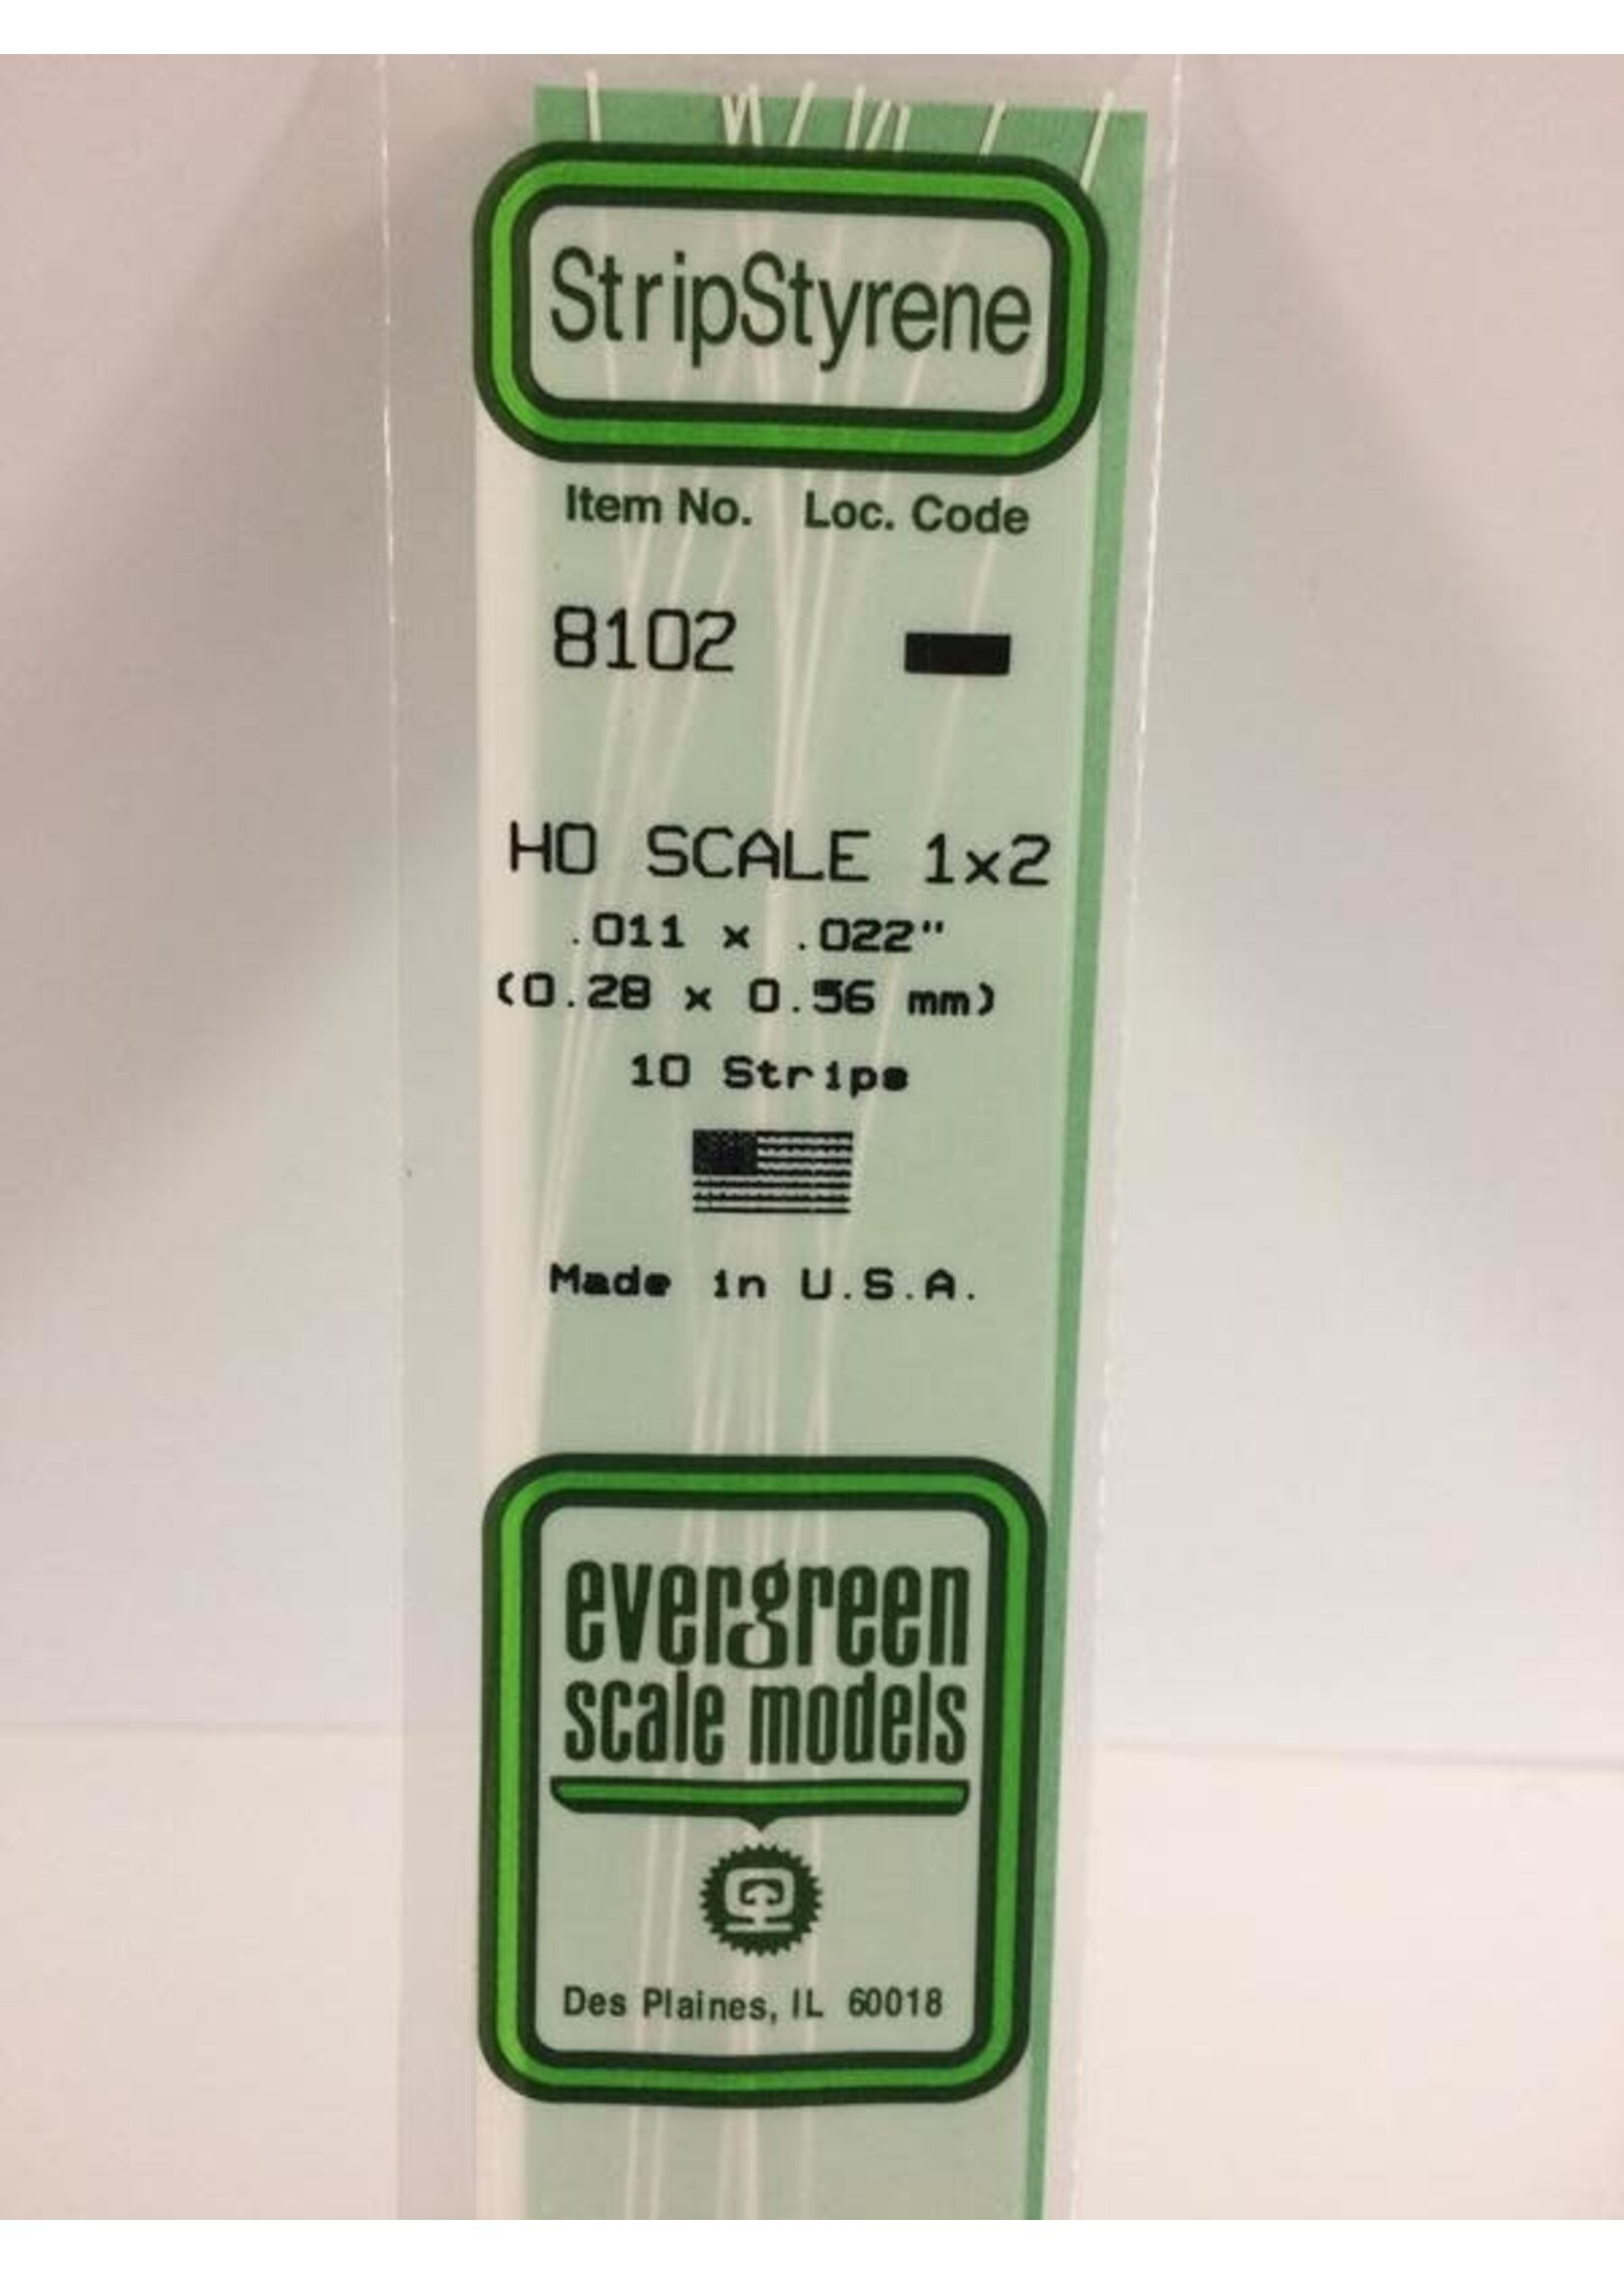 StripStyrene
Item No. Loc. Code
8102
HO SCALE 1x2
.011 x .022"
(0.28 x 0.56 mm)
10 Strips
Made in U.S.A.
evergreen
scale models
Des Plaines, IL 60018